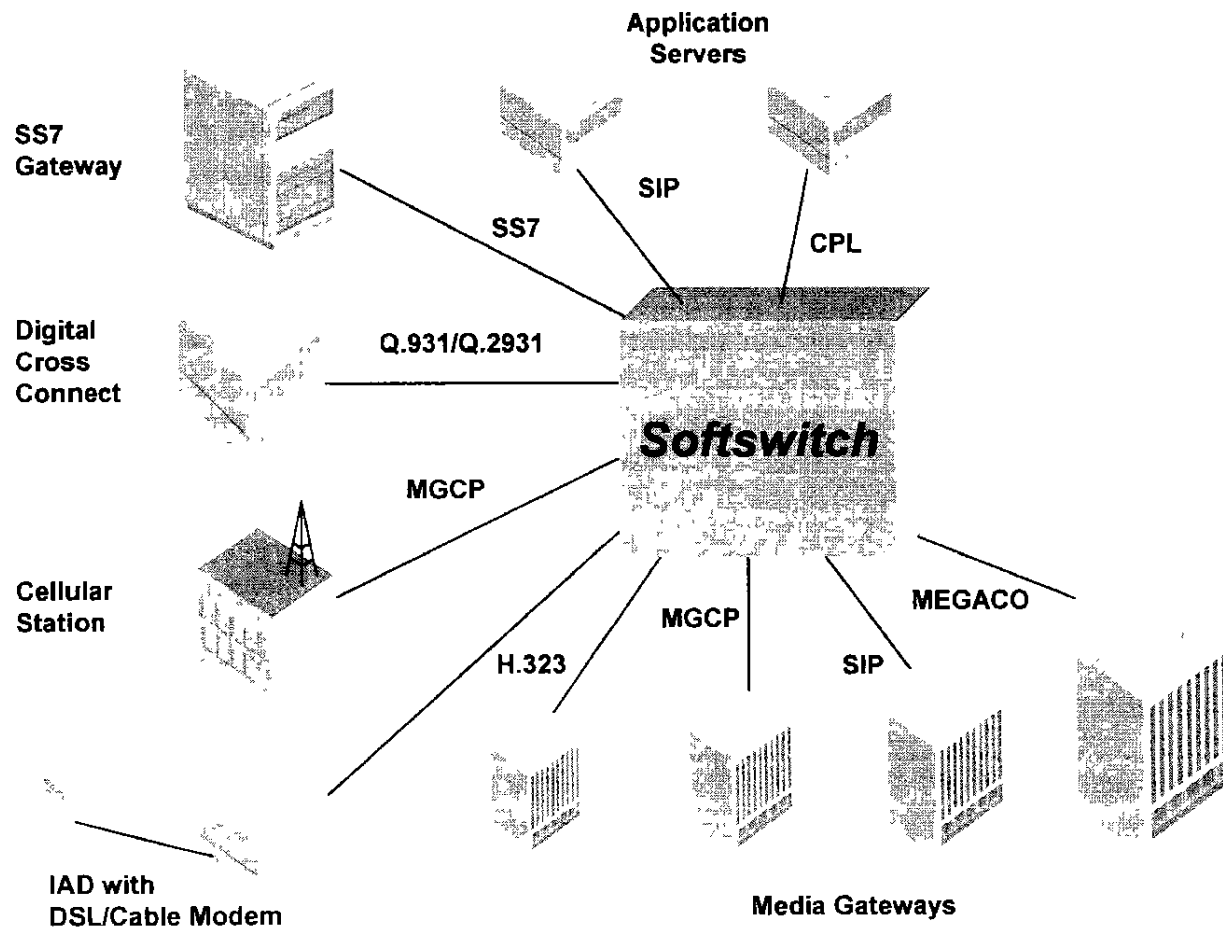 Application
Servers
SS7
Gateway
SIP
SS7
CPL
Digital
Cross
Connect
Q.931/Q.2931
Softswitch
MGCP
Cellular
Station
MEGACO
MGCP
H.323
SIP
IAD with
DSL/Cable Modem
Media Gateways